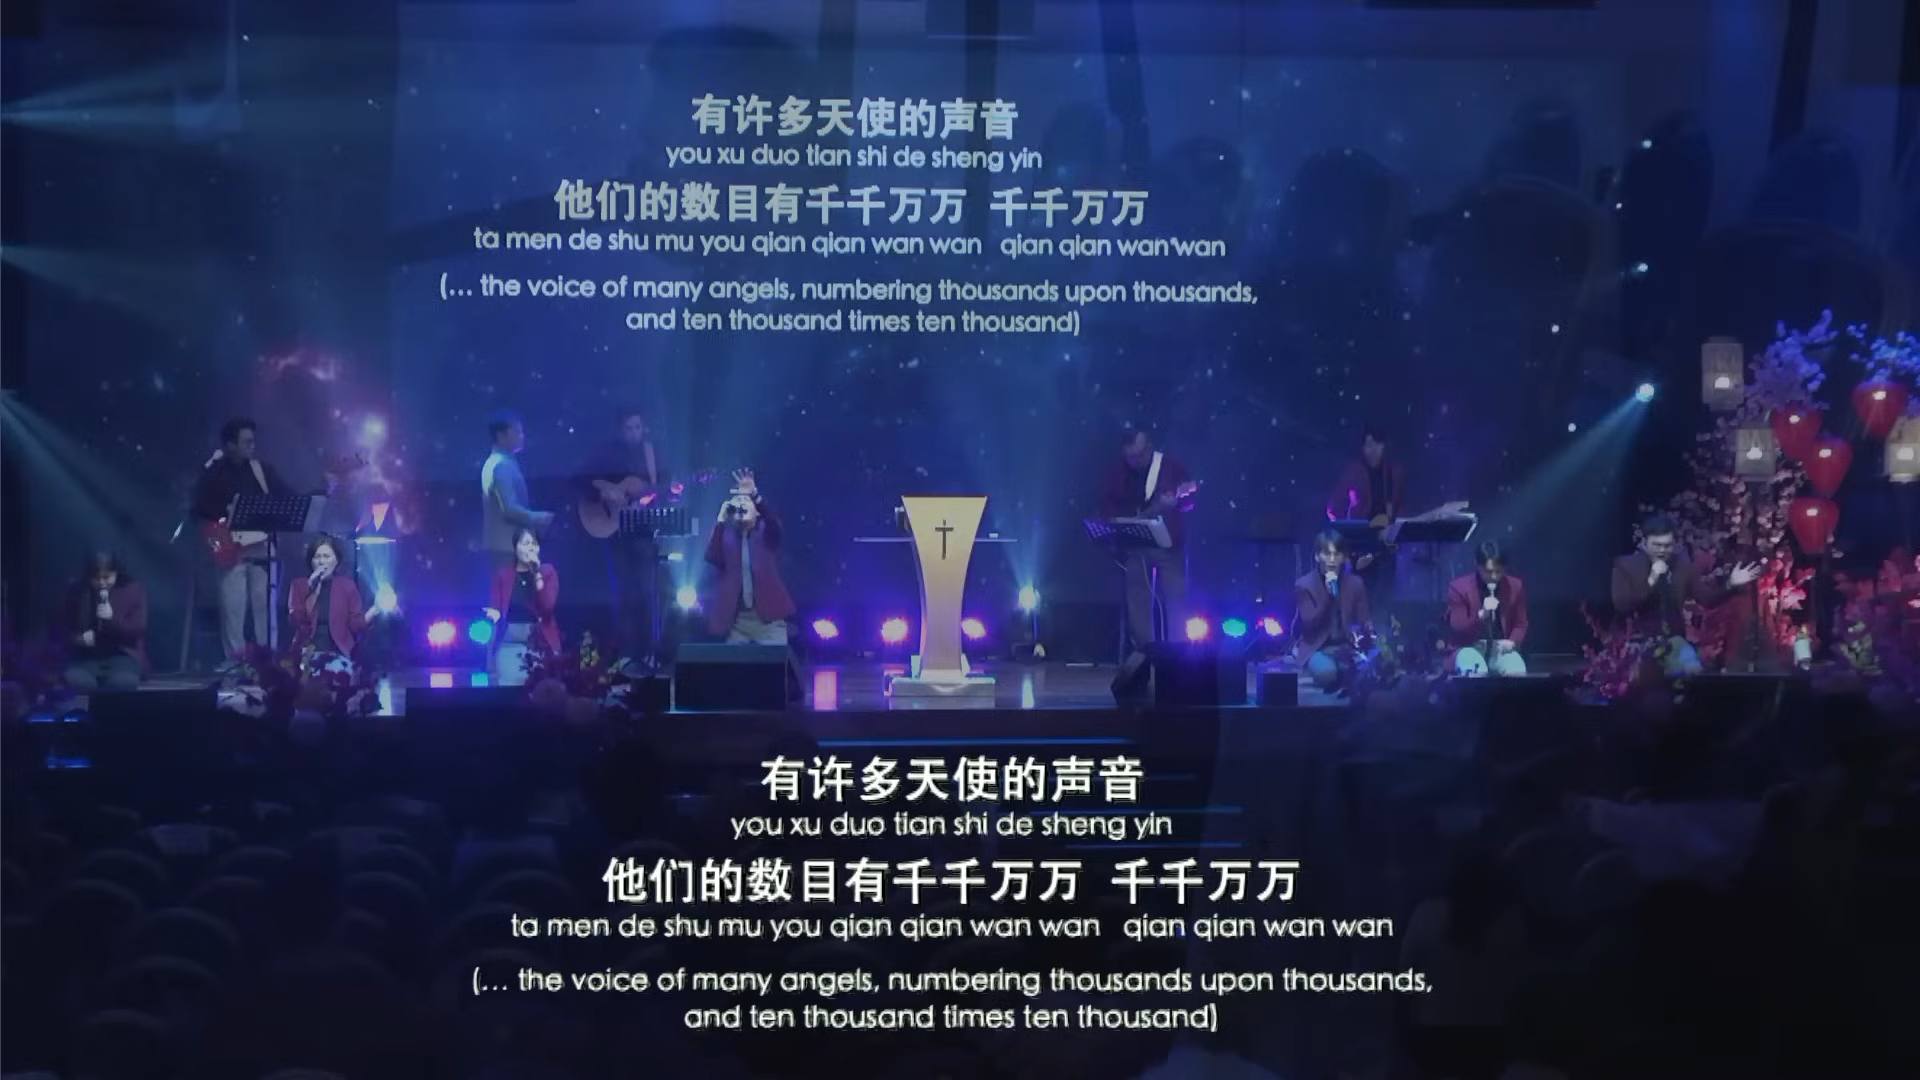 有许多天使的声音
you xu duo tian shi de sheng yin
他们的数目有千千万万 千千万万
ta men de shu mu you qian qian wan wan qian qian wan wan
(... the voice of many angels, numbering thousands upon thousands,
and ten thousand times ten thousand)
有许多天使的声音
you xu duo tian shi de sheng yin
他们的数目有千千万万 千千万万
ta men de shu mu you qian qian wan wan qian qian wan wan
(... the voice of many angels, numbering thousands upon thousands,
and ten thousand times ten thousand)